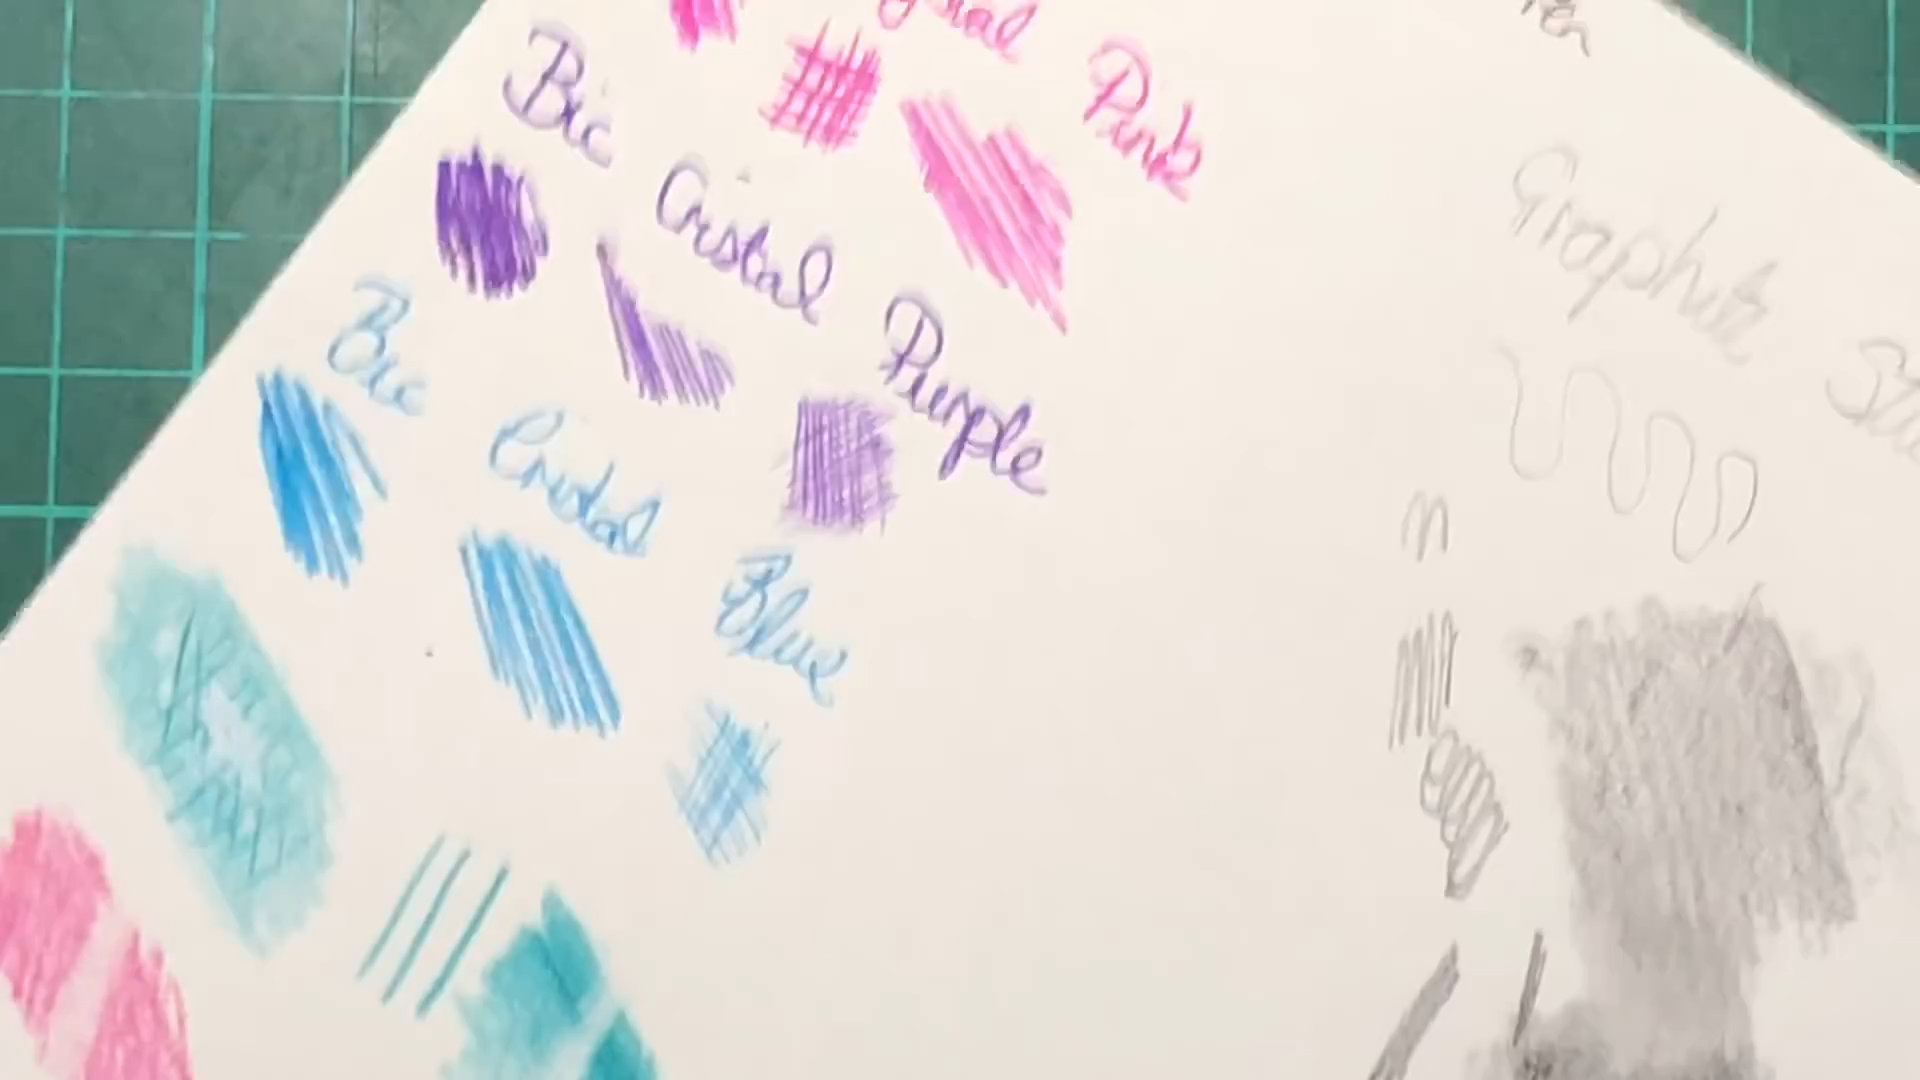 Pink
Bic Cristal Purple
Bic Cristal Blue
Graphite